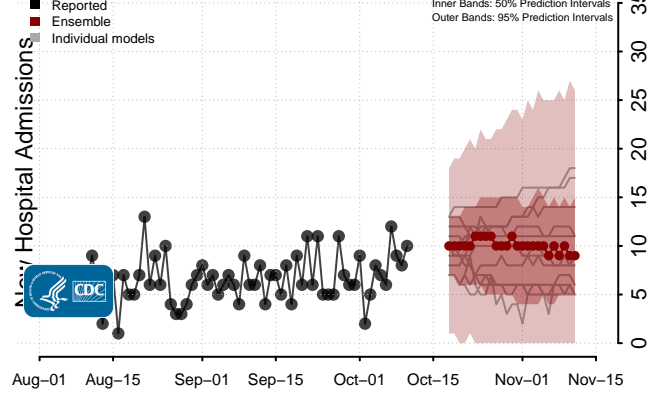 Reported
Ensemble
Individual models
Inner Bands: 50% Prediction Intervals
Outer Bands: 95% Prediction Intervals
New Hospital Admissions
CDC
35
30
25
20
15
10
5
0
Aug−01 Aug−15 Sep−01 Sep−15 Oct−01 Oct−15 Nov−01 Nov−15